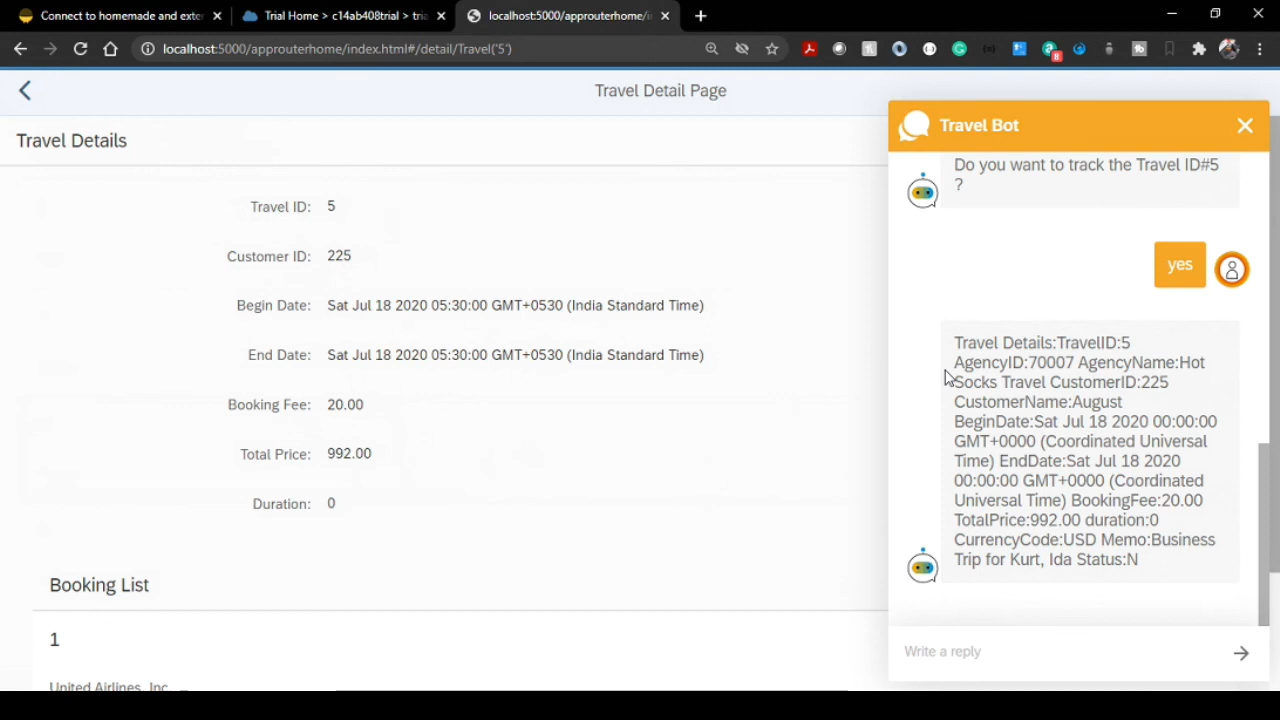 Connect to homemade and exte
Trial Home > c14ab408trial > tria
localhost:5000/approuterhome/i
localhost:5000/approuterhome/index.html#/detail/Travel('5')
8
Travel Detail Page
Travel Details
Travel ID: 5
Customer ID: 225
Begin Date: Sat Jul 18 2020 05:30:00 GMT+0530 (India Standard Time)
End Date: Sat Jul 18 2020 05:30:00 GMT+0530 (India Standard Time)
Booking Fee: 20.00
Total Price: 992.00
Duration: 0
Booking List
1
United Airlines, Inc.
Travel Bot
Do you want to track the Travel ID#5
?
yes
Travel Details:TravelID:5
AgencyID:70007 AgencyName:Hot
Socks Travel CustomerID:225
CustomerName:August
BeginDate:Sat Jul 18 2020 00:00:00
GMT+0000 (Coordinated Universal
Time) EndDate:Sat Jul 18 2020
00:00:00 GMT+0000 (Coordinated
Universal Time) BookingFee:20.00
TotalPrice:992.00 duration:0
CurrencyCode:USD Memo:Business
Trip for Kurt, Ida Status:N
Write a reply